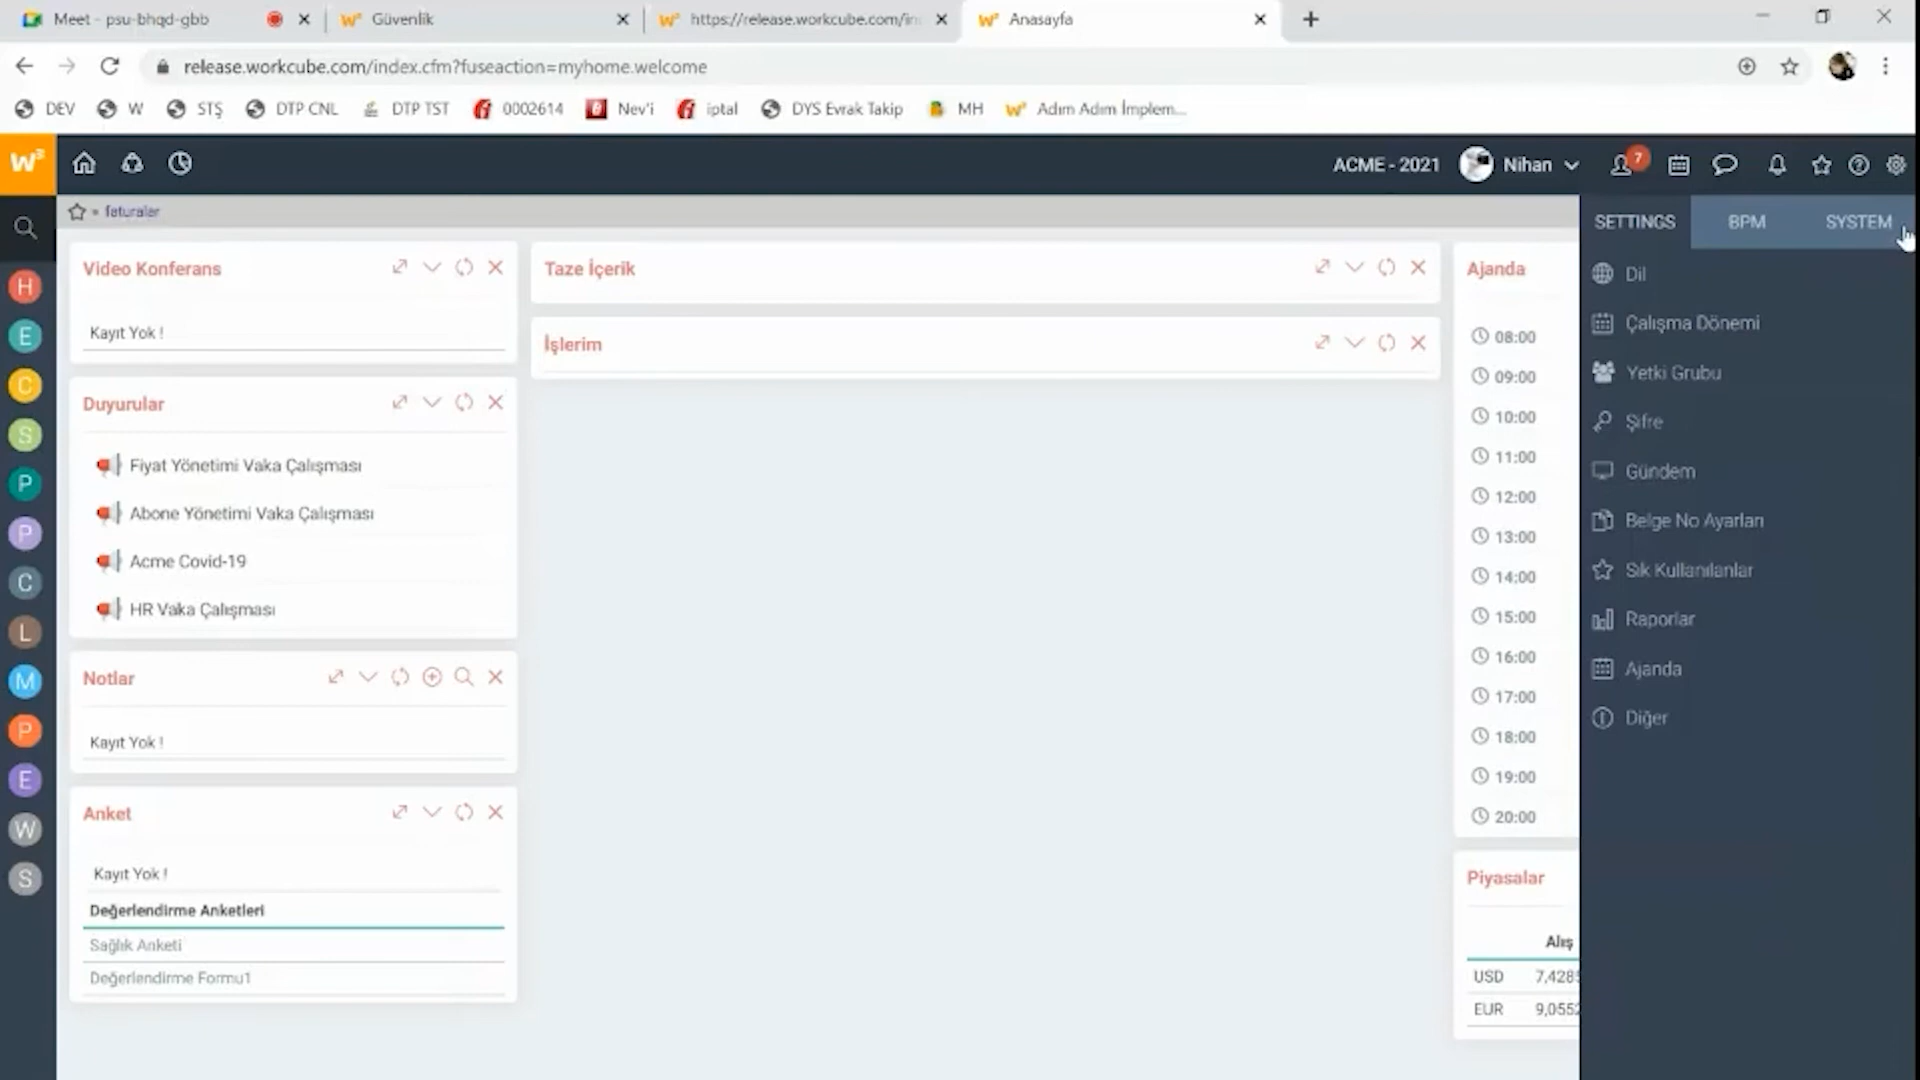 Meet - psu-bhqd-gbb
Güvenlik
https://release.workcube.com/in
Anasayfa
release.workcube.com/index.cfm?fuseaction=myhome.welcome
DEV
W
STŞ
DTP CNL
DTP TST
0002614
Nev'i
iptal
DYS Evrak Takip
MH
Adım Adım İmplem...
W3
ACME - 2021
Nihan
7
faturalar
SETTINGS
BPM
SYSTEM
H
E
C
S
P
P
C
L
M
P
E
W
S
Video Konferans
Kayıt Yok !
Duyurular
Fiyat Yönetimi Vaka Çalışması
Abone Yönetimi Vaka Çalışması
Acme Covid-19
HR Vaka Çalışması
Notlar
Kayıt Yok !
Anket
Kayıt Yok !
Değerlendirme Anketleri
Sağlık Anketi
Değerlendirme Formu1
Taze İçerik
İşlerim
Ajanda
08:00
09:00
10:00
11:00
12:00
13:00
14:00
15:00
16:00
17:00
18:00
19:00
20:00
Piyasalar
Alış
USD 7,428
EUR 9,0552
Dil
Çalışma Dönemi
Yetki Grubu
Şifre
Gündem
Belge No Ayarları
Sık Kullanılanlar
Raporlar
Ajanda
Diğer